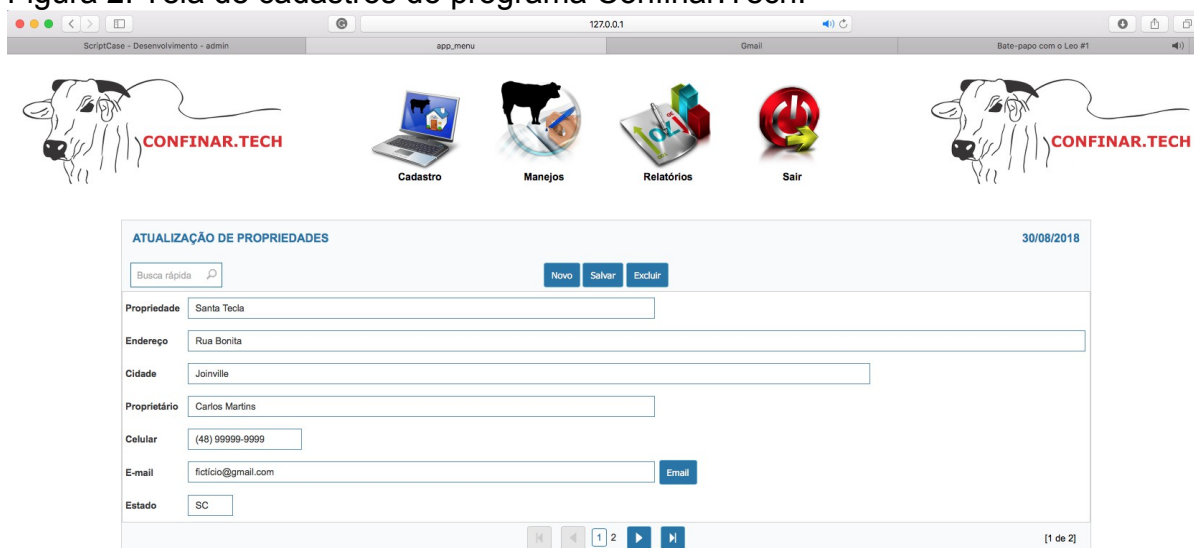 Figura 2. Tela de cadastros do programa Confinar.Tech.
127.0.0.1
ScriptCase - Desenvolvimento - admin
app_menu
Gmail
Bate-papo com o Leo #1
CONFINAR.TECH
CONFINAR.TECH
Cadastro
Manejos
Relatórios
Sair
ATUALIZAÇÃO DE PROPRIEDADES
30/08/2018
Busca rápida
Novo
Salvar
Excluir
Propriedade Santa Tecla
Endereço Rua Bonita
Cidade Joinville
Proprietário Carlos Martins
Celular (48) 99999-9999
E-mail fictício@gmail.com Email
Estado SC
1 2
[1 de 2]